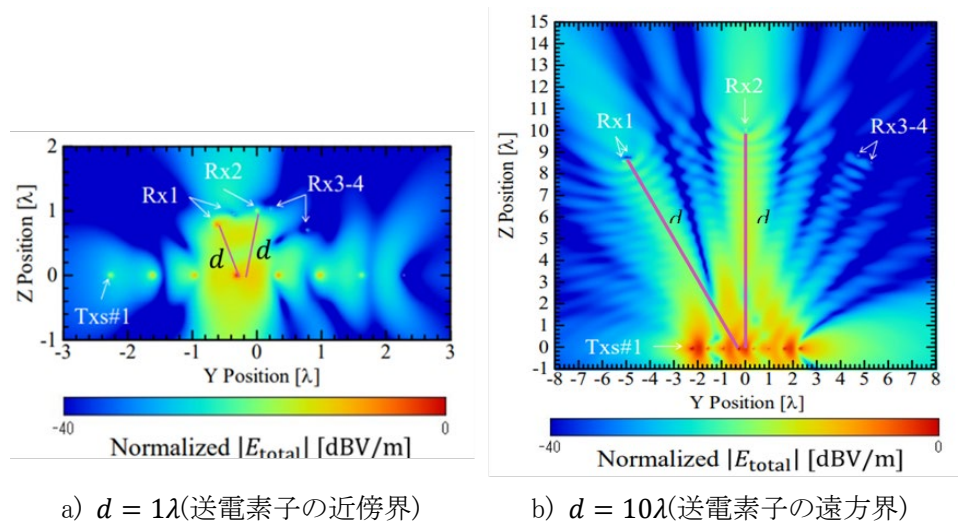 2
1
0
-1
Z Position [λ]
Rx1
Rx2
Rx3-4
d
d
Txs#1
-3 -2 -1 0 1 2 3
Y Position [λ]
-40 0
Normalized |E_total| [dBV/m]
a) d = 1λ(送電素子の近傍界)
15
14
13
12
11
10
9
8
7
6
5
4
3
2
1
0
-1
Z Position [λ]
Rx2
Rx1
Rx3-4
d
d
Txs#1
-8 -7 -6 -5 -4 -3 -2 -1 0 1 2 3 4 5 6 7 8
Y Position [λ]
-40 0
Normalized |E_total| [dBV/m]
b) d = 10λ(送電素子の遠方界)